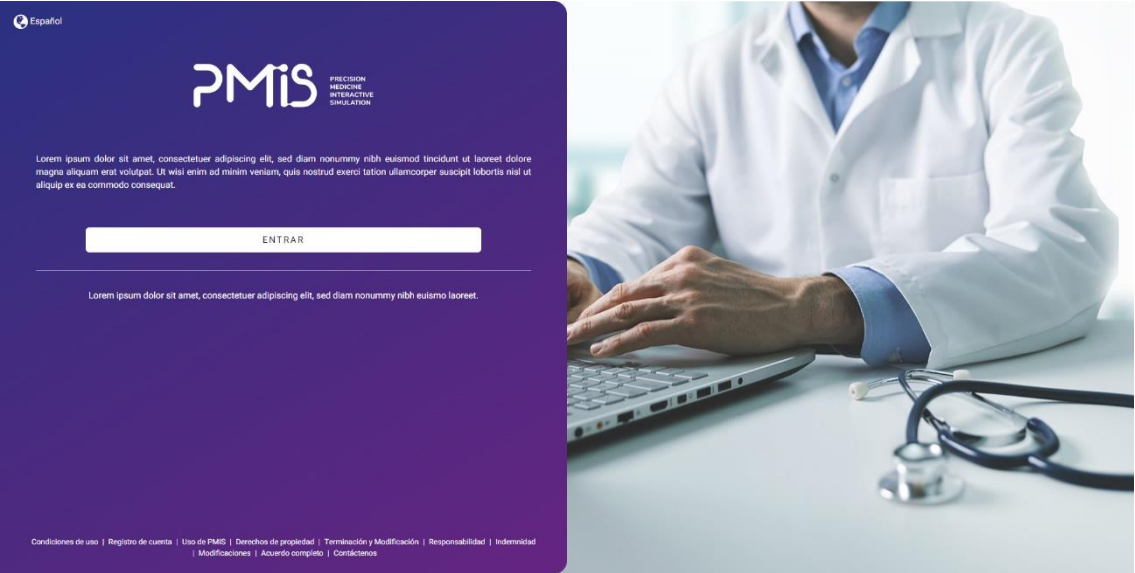 Español
PMiS
PRECISION
MEDICINE
INTERACTIVE
SIMULATION
Lorem ipsum dolor sit amet, consectetuer adipiscing elit, sed diam nonummy nibh euismod tincidunt ut laoreet dolore
magna aliquam erat volutpat. Ut wisi enim ad minim veniam, quis nostrud exerci tation ullamcorper suscipit lobortis nisl ut
aliquip ex ea commodo consequat.
ENTRAR
Lorem ipsum dolor sit amet, consectetuer adipiscing elit, sed diam nonummy nibh euismo laoreet.
Condiciones de uso | Registro de cuenta | Uso de PMIS | Derechos de propiedad | Terminación y Modificación | Responsabilidad | Indemnidad
| Modificaciones | Acuerdo completo | Contáctenos